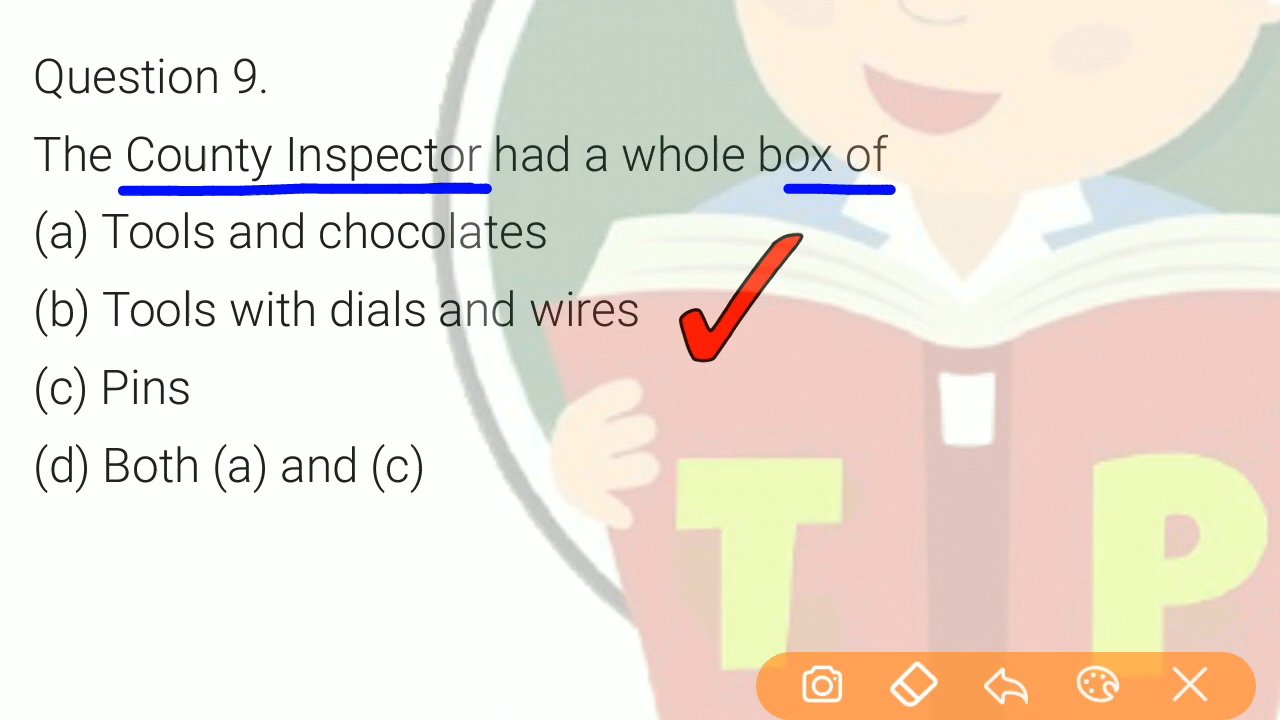 Question 9.
The County Inspector had a whole box of
(a) Tools and chocolates
(b) Tools with dials and wires
(c) Pins
(d) Both (a) and (c)
T P